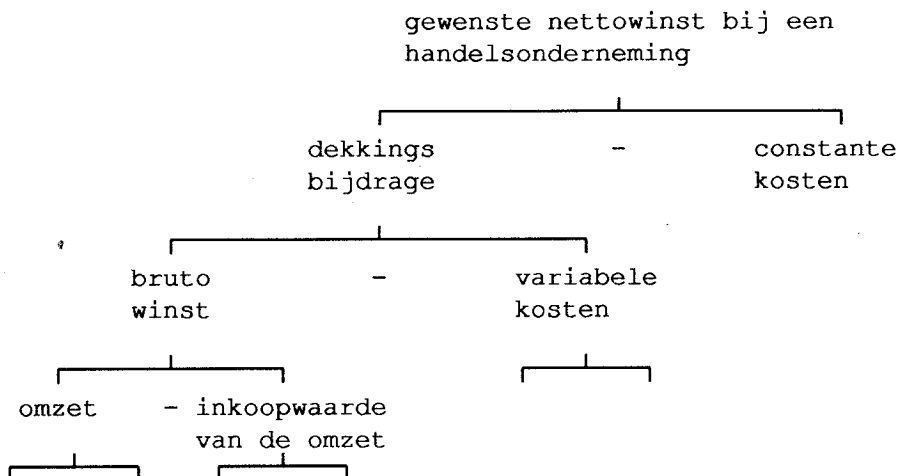 gewenste nettowinst bij een
handelsonderneming
dekkings - constante
bijdrage kosten
bruto - variabele
winst kosten
omzet - inkoopwaarde
van de omzet